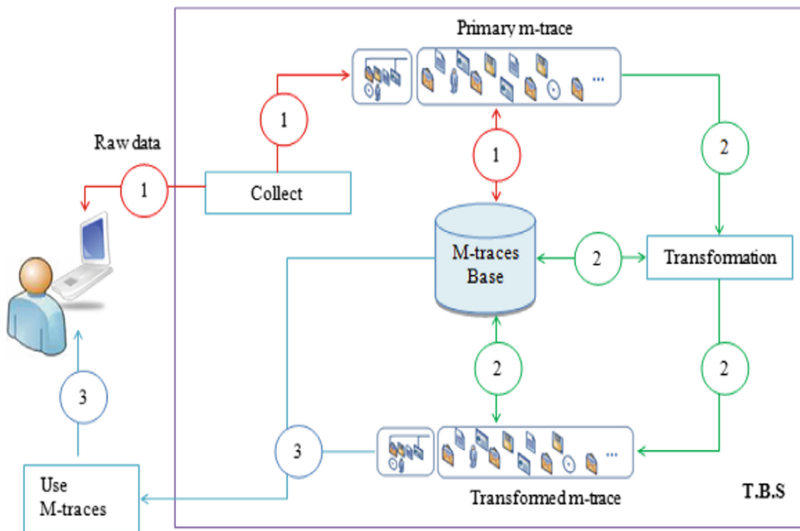 Primary m-trace
...
1
2
Raw data
1
1
Collect
M-traces
Base
2
Transformation
2
2
3
3
...
Use
M-traces
Transformed m-trace
T.B.S